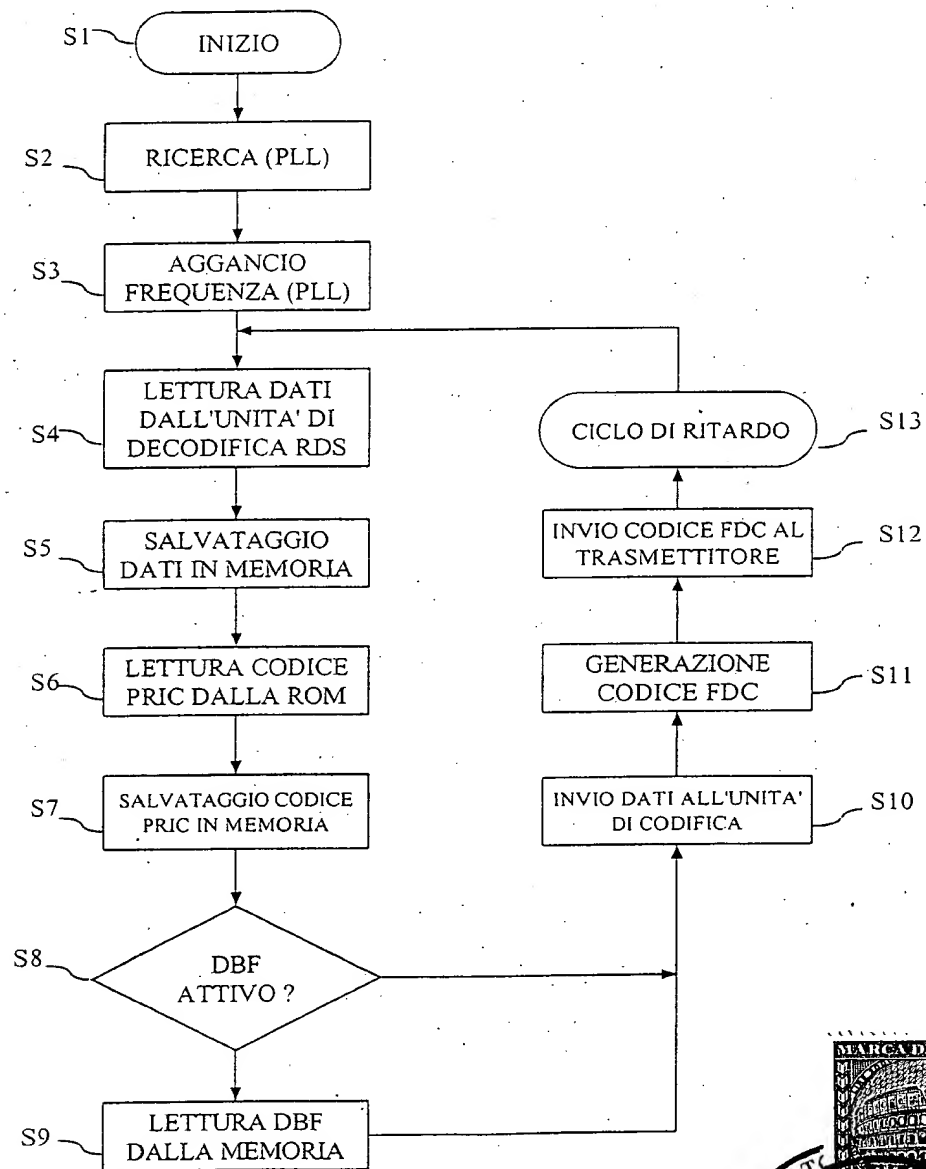 S1
INIZIO
S2
RICERCA (PLL)
S3
AGGANCIO
FREQUENZA (PLL)
S4
LETTURA DATI
DALL'UNITA' DI
DECODIFICA RDS
S5
SALVATAGGIO
DATI IN MEMORIA
S6
LETTURA CODICE
PRIC DALLA ROM
S7
SALVATAGGIO CODICE
PRIC IN MEMORIA
S8
DBF
ATTIVO ?
S9
LETTURA DBF
DALLA MEMORIA
INVIO DATI ALL'UNITA'
DI CODIFICA
S10
GENERAZIONE
CODICE FDC
S11
INVIO CODICE FDC AL
TRASMETTITORE
S12
CICLO DI RITARDO
S13
MARCA D